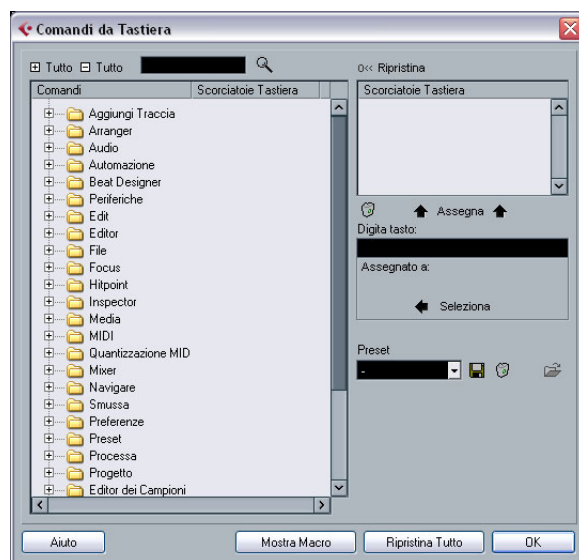 Comandi da Tastiera
Tutto Tutto
Comandi Scorciatoie Tastiera
Aggiungi Traccia
Arranger
Audio
Automazione
Beat Designer
Periferiche
Edit
Editor
File
Focus
Hitpoint
Inspector
Media
MIDI
Quantizzazione MID
Mixer
Navigare
Smussa
Preferenze
Preset
Processa
Progetto
Editor dei Campioni
0<< Ripristina
Scorciatoie Tastiera
Assegna
Digita tasto:
Assegnato a:
Seleziona
Preset
-
Aiuto Mostra Macro Ripristina Tutto OK